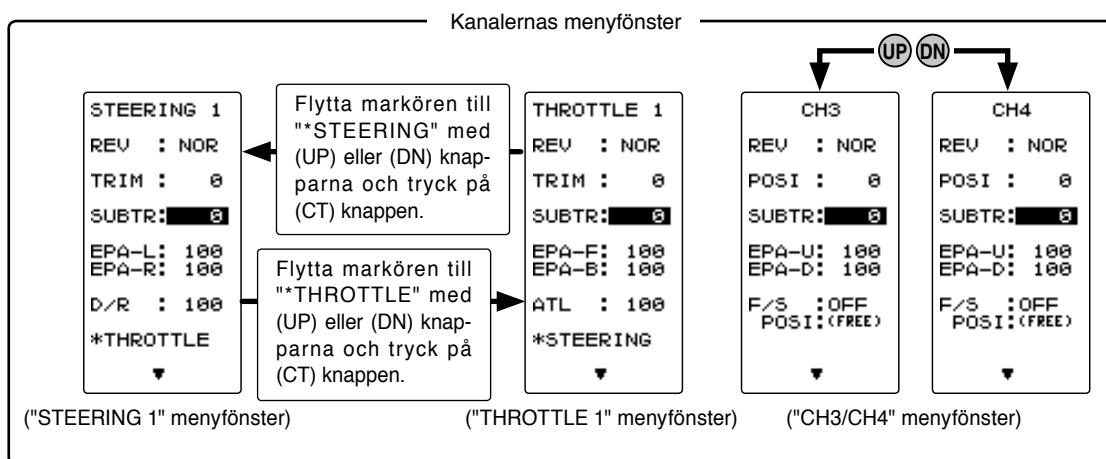 Kanalernas menyfönster
UP DN
STEERING 1
REV : NOR
TRIM : 0
SUBTR: 0
EPA-L: 100
EPA-R: 100
D/R : 100
*THROTTLE
▼
("STEERING 1" menyfönster)
Flytta markören till
"*STEERING" med
(UP) eller (DN) knap-
parna och tryck på
(CT) knappen.
Flytta markören till
"*THROTTLE" med
(UP) eller (DN) knap-
parna och tryck på
(CT) knappen.
THROTTLE 1
REV : NOR
TRIM : 0
SUBTR: 0
EPA-F: 100
EPA-B: 100
ATL : 100
*STEERING
▼
("THROTTLE 1" menyfönster)
CH3
REV : NOR
POSI : 0
SUBTR: 0
EPA-U: 100
EPA-D: 100
F/S :OFF
POSI:(FREE)
▼
CH4
REV : NOR
POSI : 0
SUBTR: 0
EPA-U: 100
EPA-D: 100
F/S :OFF
POSI:(FREE)
▼
("CH3/CH4" menyfönster)